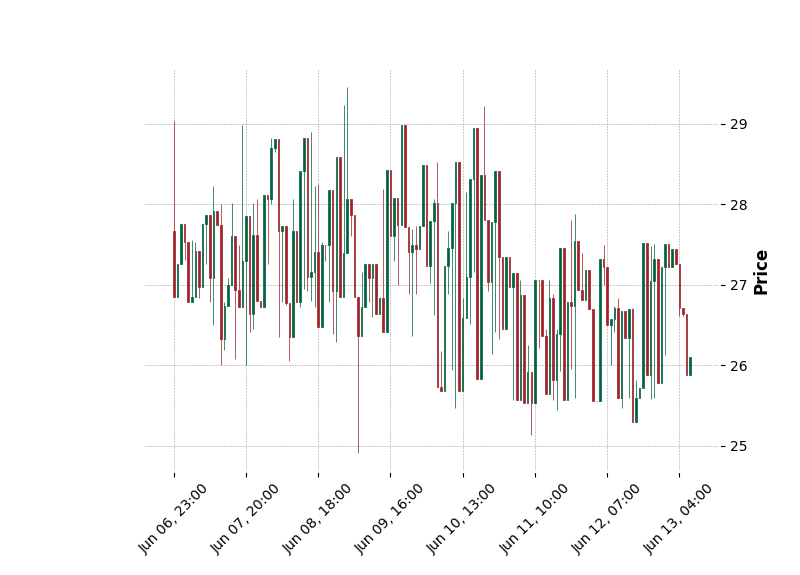 29
28
27
26
25
Price
Jun 06, 23:00
Jun 07, 20:00
Jun 08, 18:00
Jun 09, 16:00
Jun 10, 13:00
Jun 11, 10:00
Jun 12, 07:00
Jun 13, 04:00